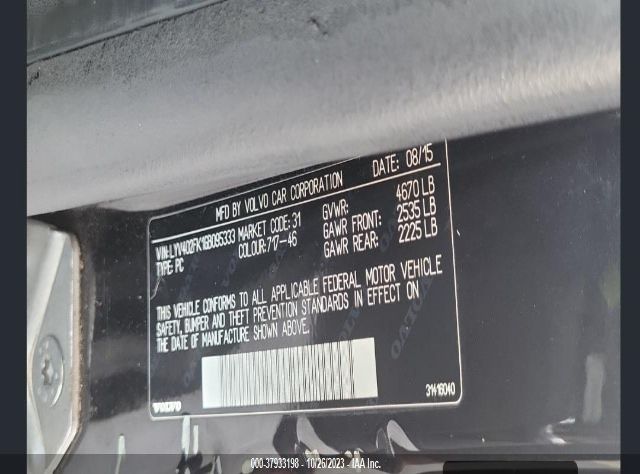 MFD BY VOLVO CAR CORPORATION DATE: 08/15
VIN: LYV402FK1GB095333 MARKET CODE: 31 GVWR: 4670 LB
TYPE: PC COLOUR: 717-46 GAWR FRONT: 2535 LB
GAWR REAR: 2225 LB
THIS VEHICLE CONFORMS TO ALL APPLICABLE FEDERAL MOTOR VEHICLE
SAFETY, BUMPER AND THEFT PREVENTION STANDARDS IN EFFECT ON
THE DATE OF MANUFACTURE SHOWN ABOVE.
VOLVO 31416040
000-37933198 - 10/26/2023 - IAA Inc.